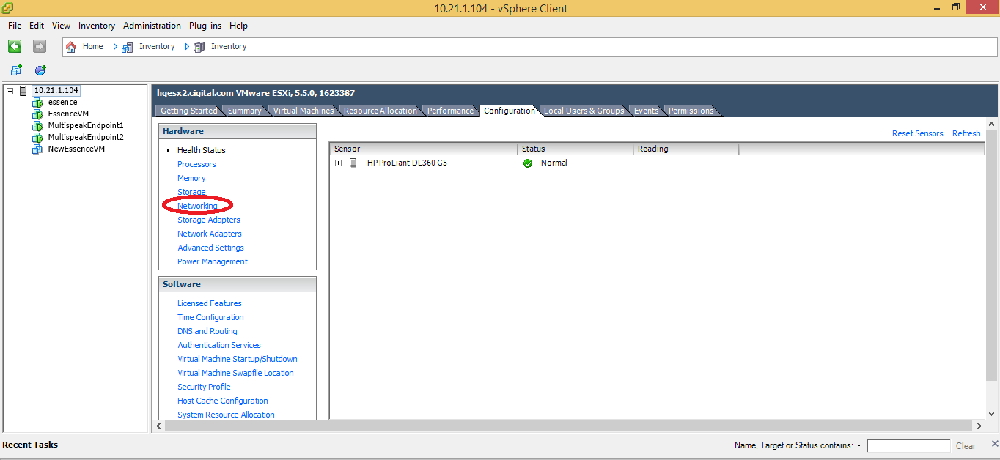 10.21.1.104 - vSphere Client
File Edit View Inventory Administration Plug-ins Help
Home Inventory Inventory
10.21.1.104
essence
EssenceVM
MultispeakEndpoint1
MultispeakEndpoint2
NewEssenceVM
hqesx2.cigital.com VMware ESXi, 5.5.0, 1623387
Getting Started Summary Virtual Machines Resource Allocation Performance Configuration Local Users & Groups Events Permissions
Hardware
Health Status
Processors
Memory
Storage
Networking
Storage Adapters
Network Adapters
Advanced Settings
Power Management
Software
Licensed Features
Time Configuration
DNS and Routing
Authentication Services
Virtual Machine Startup/Shutdown
Virtual Machine Swapfile Location
Security Profile
Host Cache Configuration
System Resource Allocation
Reset Sensors Refresh
Sensor Status Reading
HP ProLiant DL360 G5 Normal
Recent Tasks
Name, Target or Status contains: Clear